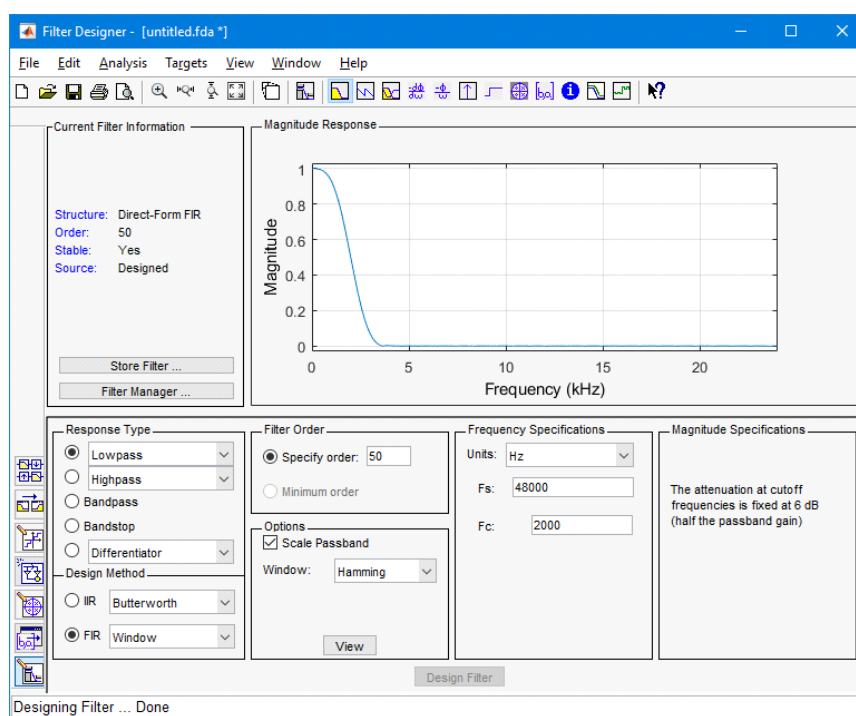 Filter Designer - [untitled.fda *]
File Edit Analysis Targets View Window Help
Current Filter Information
Structure: Direct-Form FIR
Order: 50
Stable: Yes
Source: Designed
Store Filter ...
Filter Manager ...
Magnitude Response
1
0.8
0.6
0.4
0.2
0
Magnitude
0 5 10 15 20
Frequency (kHz)
Response Type
Lowpass
Highpass
Bandpass
Bandstop
Differentiator
Design Method
IIR Butterworth
FIR Window
Filter Order
Specify order: 50
Minimum order
Options
Scale Passband
Window: Hamming
View
Frequency Specifications
Units: Hz
Fs: 48000
Fc: 2000
Magnitude Specifications
The attenuation at cutoff
frequencies is fixed at 6 dB
(half the passband gain)
Design Filter
Designing Filter ... Done